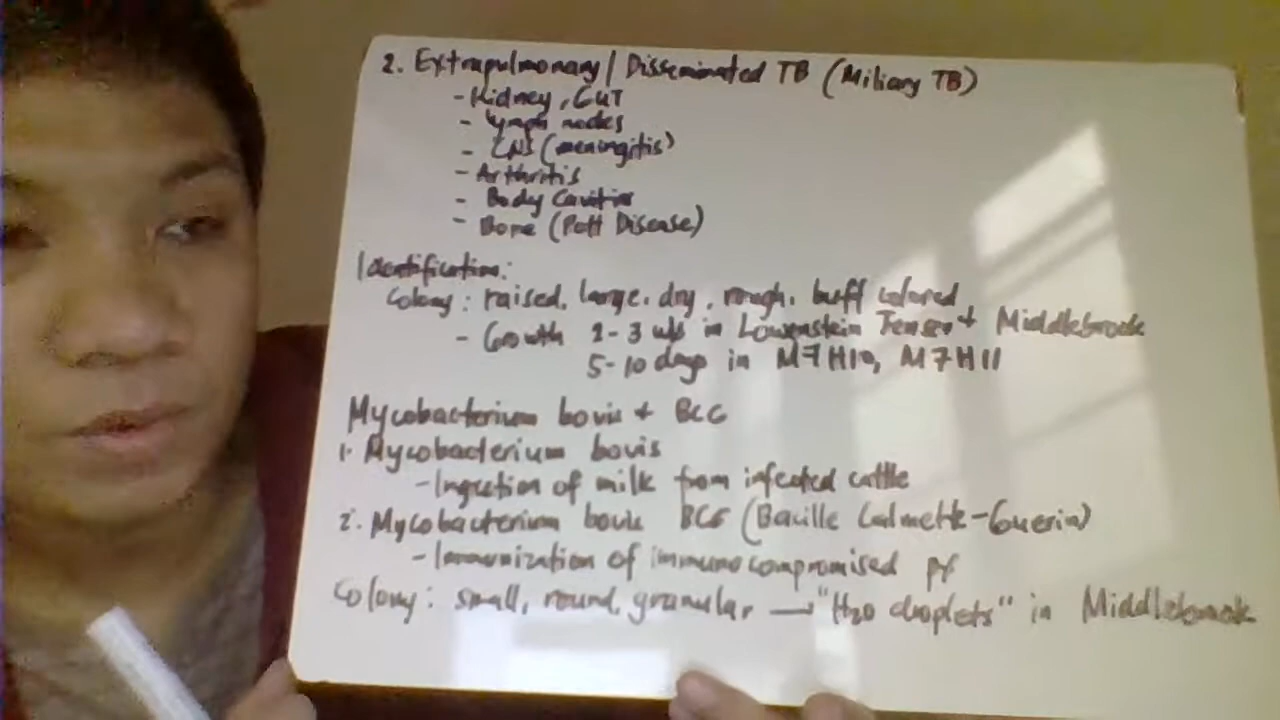 2. Extrapulmonary/Disseminated TB (Miliary TB)
- Kidney, GUT
- Lymph nodes
- CNS (meningitis)
- Arthritis
- Body Cavities
- Bone (Pott Disease)
Identification:
Colony: raised, large, dry, rough, buff colored
- Growth 2-3 wks in Lowenstein Jensen + Middlebrook
5-10 days in M7H10, M7H11
Mycobacterium bovis + BCG
1. Mycobacterium bovis
- Ingestion of milk from infected cattle
2. Mycobacterium bovis BCG (Bacille Calmette-Guerin)
- Immunization of immunocompromised px
Colony: small, round, granular, → "H2O droplets" in Middlebrook